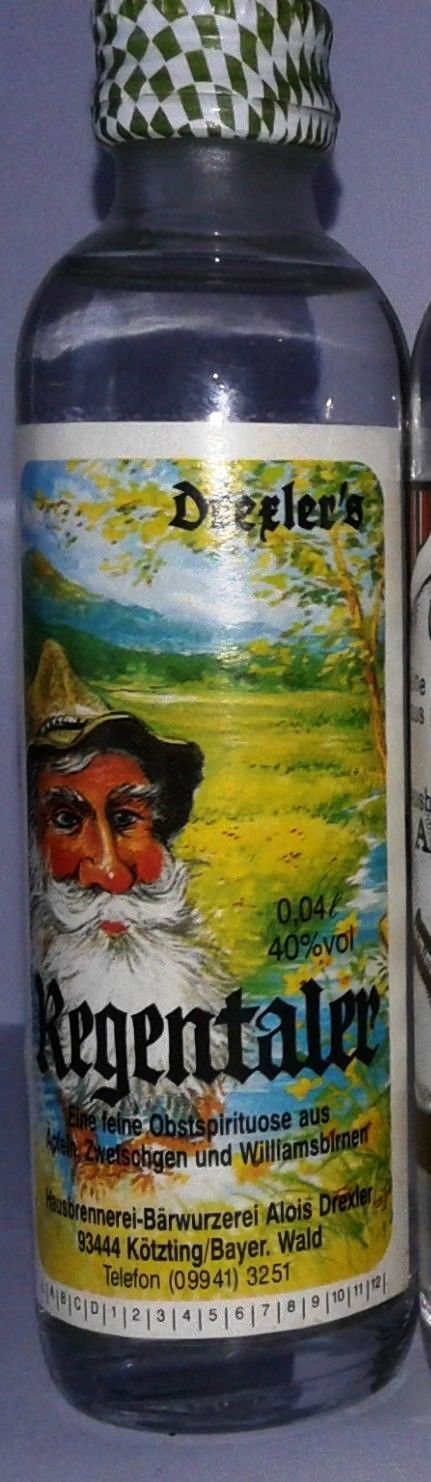 Drexler's
0,04 l
40%vol
Regentaler
Eine feine Obstspirituose aus
Äpfeln, Zwetschgen und Williamsbirnen
Hausbrennerei-Bärwurzerei Alois Drexler
93444 Kötzting/Bayer. Wald
Telefon (09941) 3251
A|B|C|D|1|2|3|4|5|6|7|8|9|10|11|12|